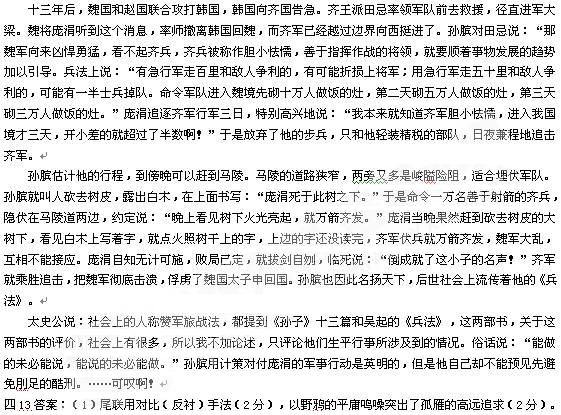 十三年后，魏国和赵国联合攻打韩国，韩国向齐国告急。齐王派田忌率领军队前去救援，径直进军大
梁。魏将庞涓听到这个消息，率师撤离韩国回魏，而齐军已经越过边界向西挺进了。孙膑对田忌说：“那
魏军向来凶悍勇猛，看不起齐兵，齐兵被称作胆小怯懦，善于指挥作战的将领，就要顺着事物发展的趋势
加以引导。兵法上说：“有急行军走百里和敌人争利的，有可能折损上将军；用急行军走五十里和敌人争
利的，可能有一半士兵掉队。命令军队进入魏境先砌十万人做饭的灶，第二天砌五万人做饭的灶，第三天
砌三万人做饭的灶。”庞涓追逐齐军行军三日，特别高兴地说：“我本来就知道齐军胆小怯懦，进入我国
境才三天，开小差的就超过了半数啊！”于是放弃了他的步兵，只和他轻装精税的部队，日夜兼程地追击
齐军。
孙膑估计他的行程，到傍晚可以赶到马陵。马陵的道路狭窄，两旁又多是峻隘险阻，适合埋伏军队。
孙膑就叫人砍去树皮，露出白木，在上面书写：“庞涓死于此树之下。”于是命令一万名善于射箭的齐兵，
隐伏在马陵道两边，约定说：“晚上看见树下火光亮起，就万箭齐发。”庞涓当晚果然赶到砍去树皮的大
树下，看见白木上写着字，就点火照树干上的字，上边的字还没读完，齐军伏兵就万箭齐发，魏军大乱，
互相不能接应。庞涓自知无计可施，败局已定，就拔剑自刎，临死说：“倒成就了这小子的名声！”齐军
就乘胜追击，把魏军彻底击溃，俘虏了魏国太子申回国。孙膑也因此名扬天下，后世社会上流传着他的《兵
法》。
太史公说：社会上的人称赞军旅战法，都提到《孙子》十三篇和吴起的《兵法》，这两部书，关于这
两部书的评价，社会上有很多，所以我不加论述，只评论他们生平行事所涉及到的情况。俗话说：“能做
的未必能说，能说的未必能做。”孙膑用计策对付庞涓的军事行动是英明的，但是他自己却不能预见先避
免刖足的酷刑。……可叹啊！
四13答案：（1）尾联用对比（反衬）手法（2分），以野鸦的平庸鸣噪突出了孤雁的高远追求（2分）。